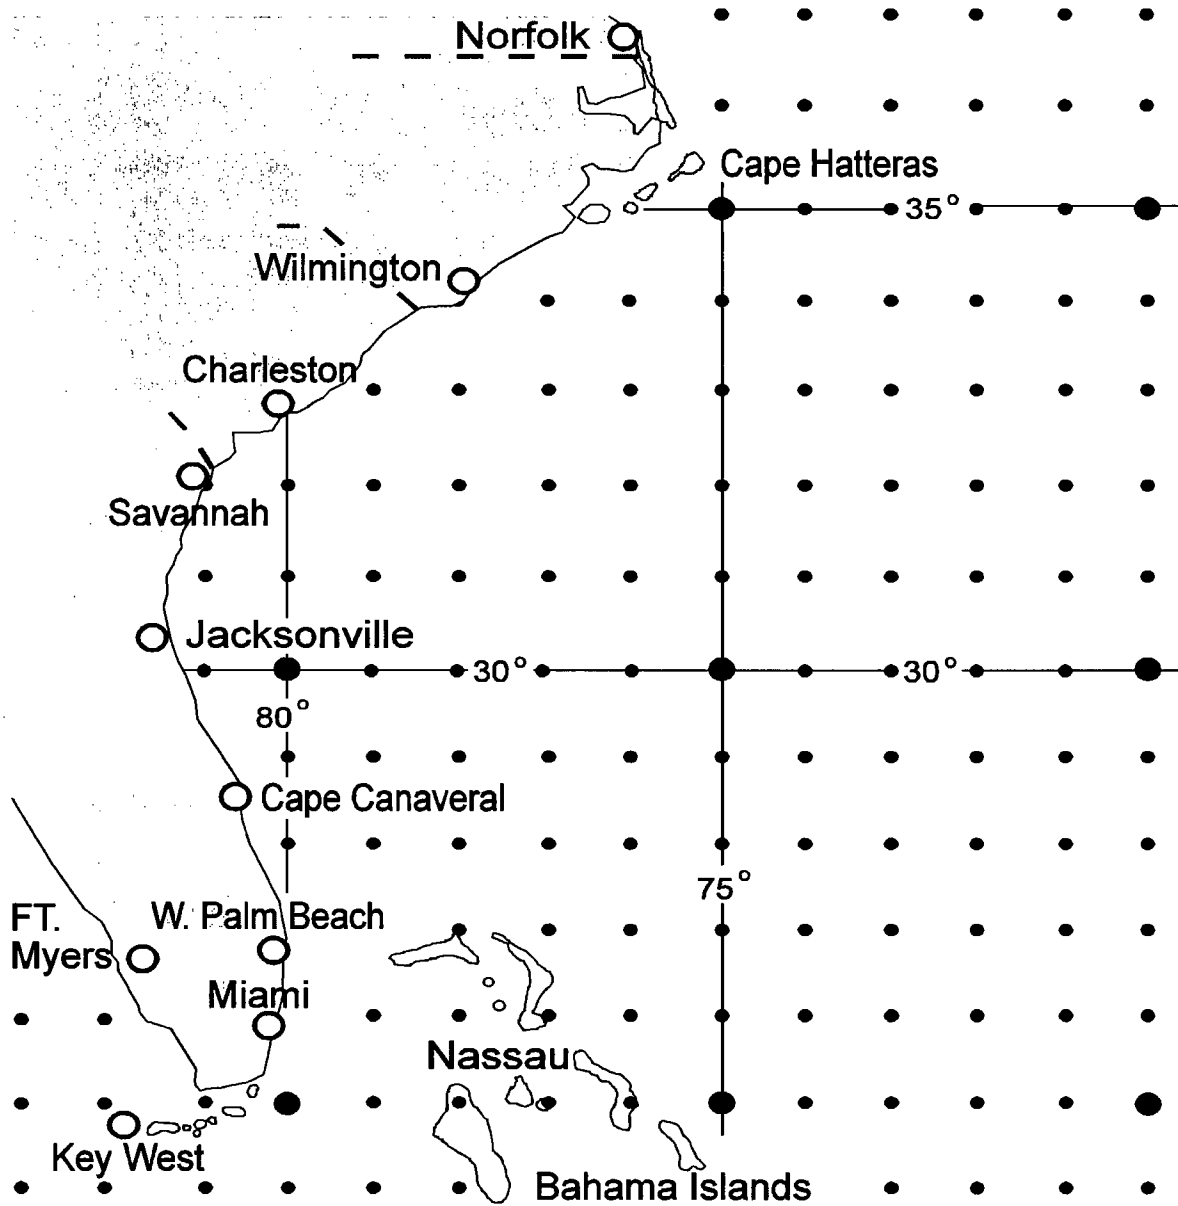 Norfolk
Cape Hatteras
35°
Wilmington
Charleston
Savannah
Jacksonville
30°
30°
80°
Cape Canaveral
75°
FT.
Myers
W. Palm Beach
Miami
Nassau
Key West
Bahama Islands